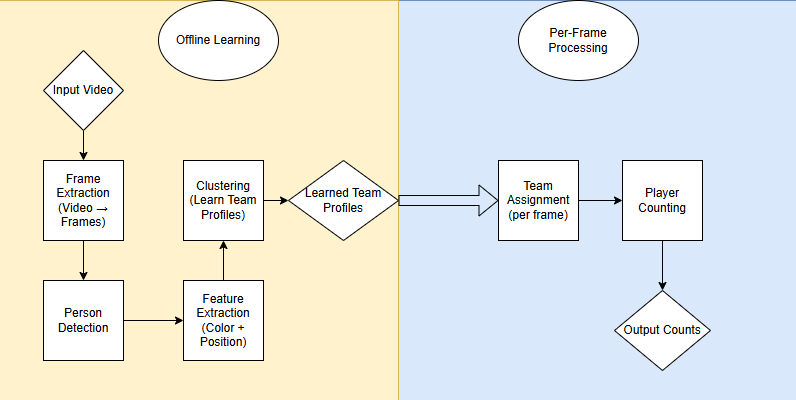 Offline Learning
Per-Frame
Processing
Input Video
Frame
Extraction
(Video →
Frames)
Clustering
(Learn Team
Profiles)
Learned Team
Profiles
Team
Assignment
(per frame)
Player
Counting
Person
Detection
Feature
Extraction
(Color +
Position)
Output Counts